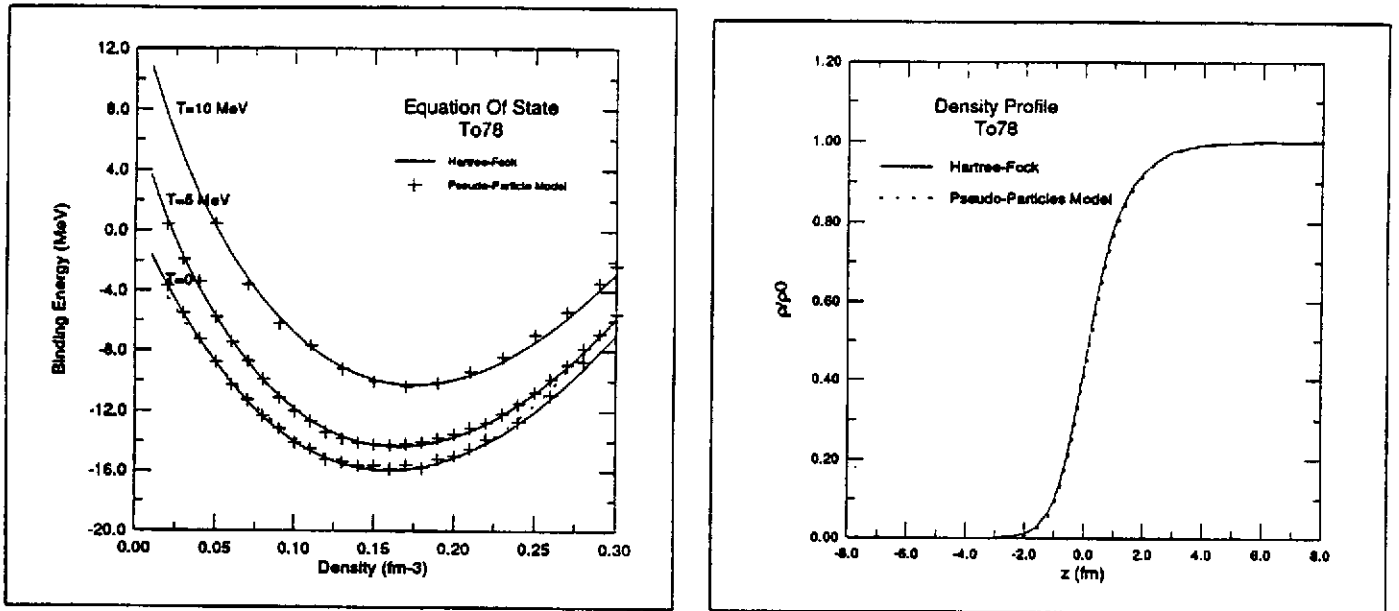 12.0
8.0
4.0
0.0
-4.0
-8.0
-12.0
-16.0
-20.0
Binding Energy (MeV)
T=10 MeV
T=5 MeV
T=0
Equation Of State
To78
Hartree-Fock
Pseudo-Particle Model
0.00 0.05 0.10 0.15 0.20 0.25 0.30
Density (fm-3)
1.20
1.00
0.80
0.60
0.40
0.20
0.00
ρ/ρ0
Density Profile
To78
Hartree-Fock
Pseudo-Particles Model
-8.0 -6.0 -4.0 -2.0 0.0 2.0 4.0 6.0 8.0
z (fm)